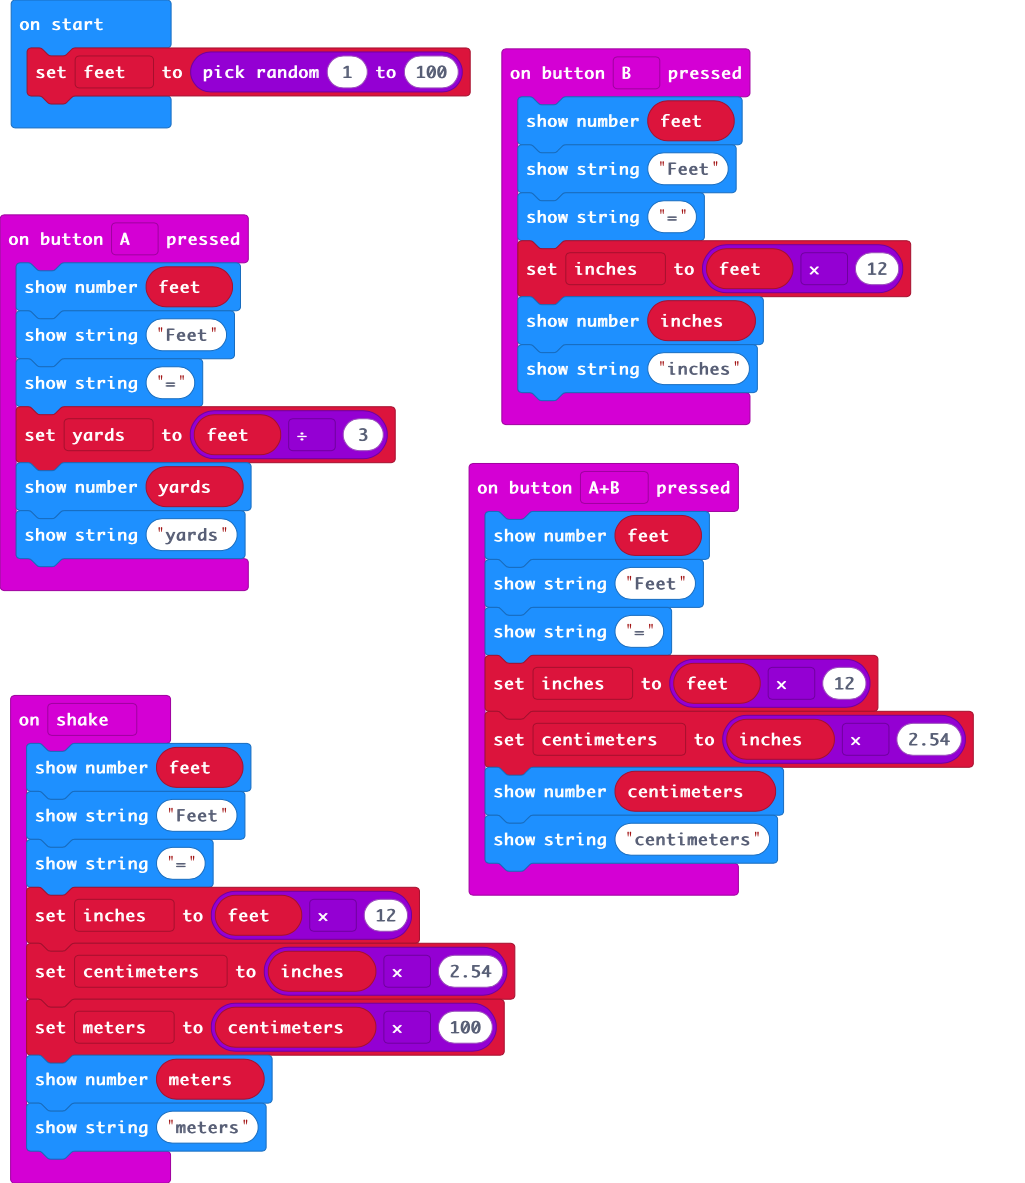 on start
set feet to pick random 1 to 100
on button A pressed
show number feet
show string "Feet"
show string "="
set yards to feet ÷ 3
show number yards
show string "yards"
on shake
show number feet
show string "Feet"
show string "="
set inches to feet × 12
set centimeters to inches × 2.54
set meters to centimeters × 100
show number meters
show string "meters"
on button B pressed
show number feet
show string "Feet"
show string "="
set inches to feet × 12
show number inches
show string "inches"
on button A+B pressed
show number feet
show string "Feet"
show string "="
set inches to feet × 12
set centimeters to inches × 2.54
show number centimeters
show string "centimeters"